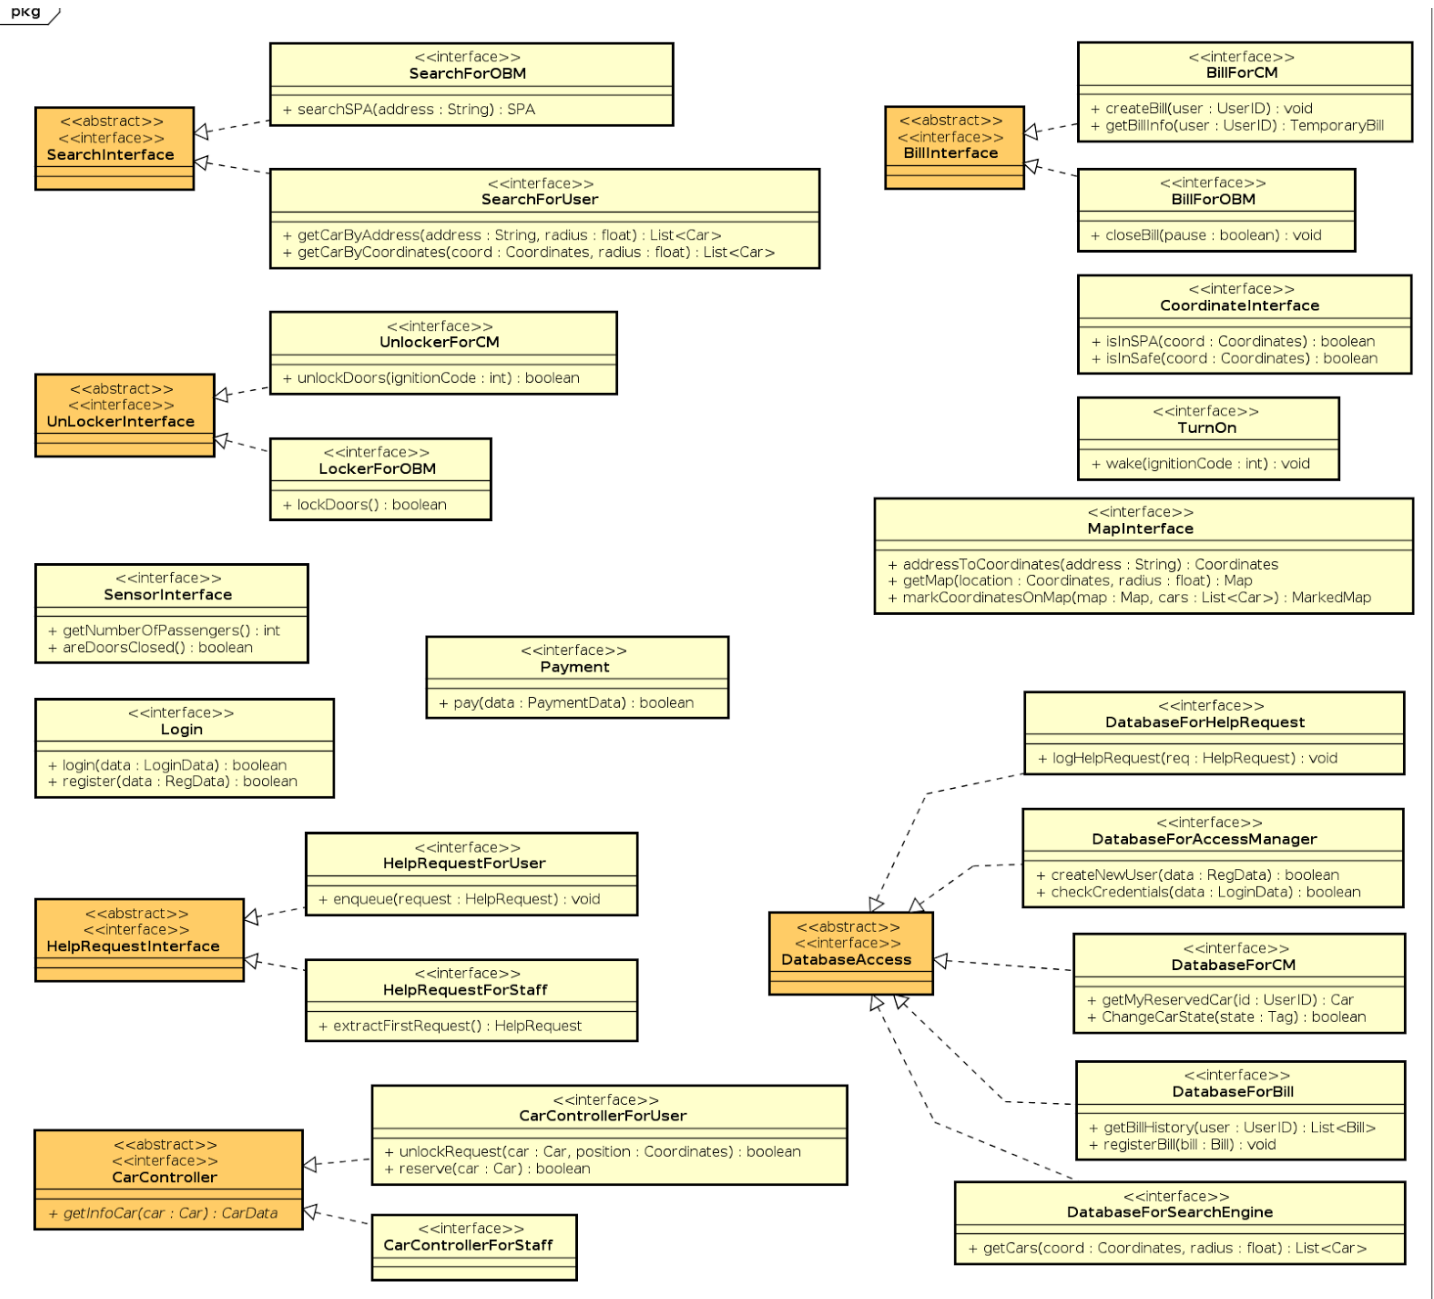 pkg
<<interface>>
SearchForOBM
+ searchSPA(address : String) : SPA
<<abstract>>
<<interface>>
SearchInterface
<<interface>>
SearchForUser
+ getCarByAddress(address : String, radius : float) : List<Car>
+ getCarByCoordinates(coord : Coordinates, radius : float) : List<Car>
<<interface>>
BillForCM
+ createBill(user : UserID) : void
+ getBillInfo(user : UserID) : TemporaryBill
<<abstract>>
<<interface>>
BillInterface
<<interface>>
BillForOBM
+ closeBill(pause : boolean) : void
<<interface>>
CoordinateInterface
+ isInSPA(coord : Coordinates) : boolean
+ isInSafe(coord : Coordinates) : boolean
<<interface>>
UnlockerForCM
+ unlockDoors(ignitionCode : int) : boolean
<<abstract>>
<<interface>>
UnLockerInterface
<<interface>>
LockerForOBM
+ lockDoors() : boolean
<<interface>>
TurnOn
+ wake(ignitionCode : int) : void
<<interface>>
MapInterface
+ addressToCoordinates(address : String) : Coordinates
+ getMap(location : Coordinates, radius : float) : Map
+ markCoordinatesOnMap(map : Map, cars : List<Car>) : MarkedMap
<<interface>>
SensorInterface
+ getNumberOfPassengers() : int
+ areDoorsClosed() : boolean
<<interface>>
Payment
+ pay(data : PaymentData) : boolean
<<interface>>
Login
+ login(data : LoginData) : boolean
+ register(data : RegData) : boolean
<<interface>>
DatabaseForHelpRequest
+ logHelpRequest(req : HelpRequest) : void
<<interface>>
DatabaseForAccessManager
+ createNewUser(data : RegData) : boolean
+ checkCredentials(data : LoginData) : boolean
<<interface>>
HelpRequestForUser
+ enqueue(request : HelpRequest) : void
<<abstract>>
<<interface>>
HelpRequestInterface
<<interface>>
HelpRequestForStaff
+ extractFirstRequest() : HelpRequest
<<abstract>>
<<interface>>
DatabaseAccess
<<interface>>
DatabaseForCM
+ getMyReservedCar(id : UserID) : Car
+ ChangeCarState(state : Tag) : boolean
<<interface>>
DatabaseForBill
+ getBillHistory(user : UserID) : List<Bill>
+ registerBill(bill : Bill) : void
<<interface>>
CarControllerForUser
+ unlockRequest(car : Car, position : Coordinates) : boolean
+ reserve(car : Car) : boolean
<<abstract>>
<<interface>>
CarController
+ getInfoCar(car : Car) : CarData
<<interface>>
CarControllerForStaff
<<interface>>
DatabaseForSearchEngine
+ getCars(coord : Coordinates, radius : float) : List<Car>